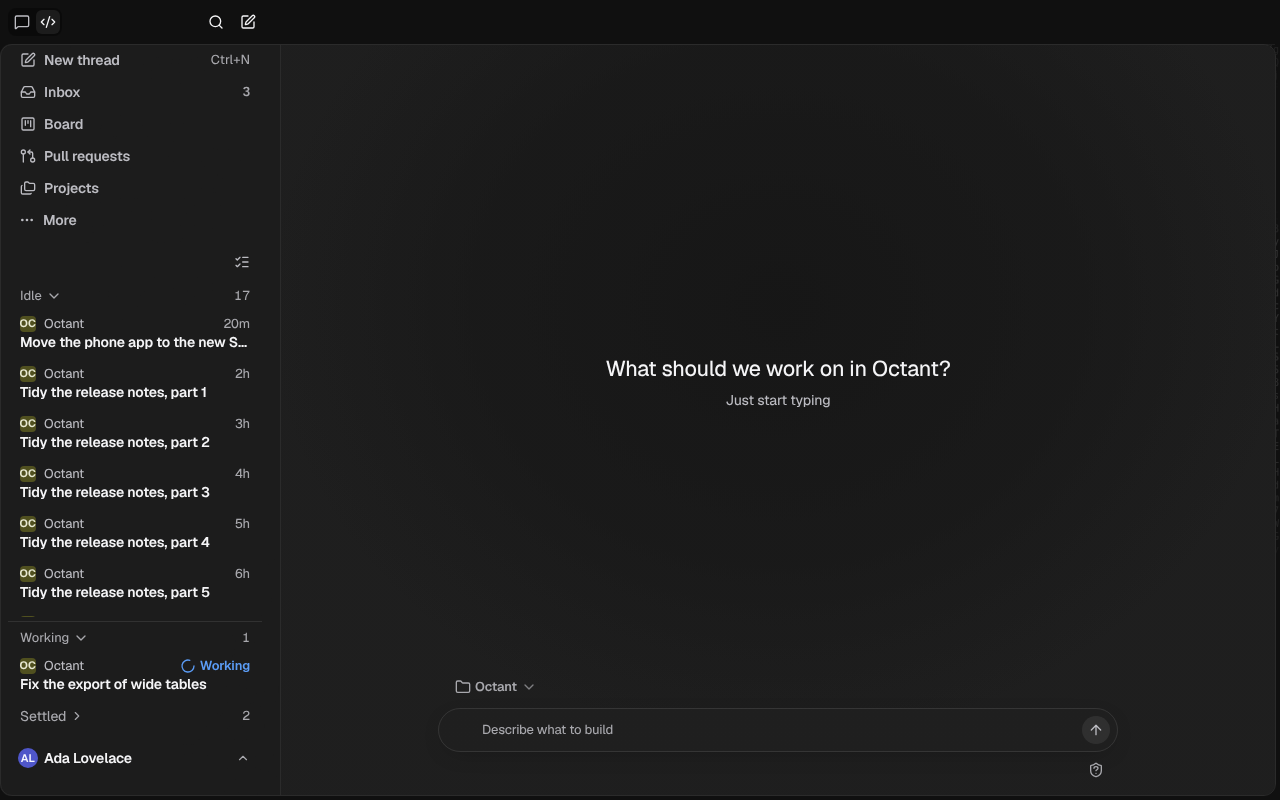 New thread Ctrl+N
Inbox 3
Board
Pull requests
Projects
More
Idle 17
OC Octant 20m
Move the phone app to the new S...
OC Octant 2h
Tidy the release notes, part 1
OC Octant 3h
Tidy the release notes, part 2
OC Octant 4h
Tidy the release notes, part 3
OC Octant 5h
Tidy the release notes, part 4
OC Octant 6h
Tidy the release notes, part 5
Working 1
OC Octant Working
Fix the export of wide tables
Settled 2
AL Ada Lovelace
What should we work on in Octant?
Just start typing
Octant
Describe what to build